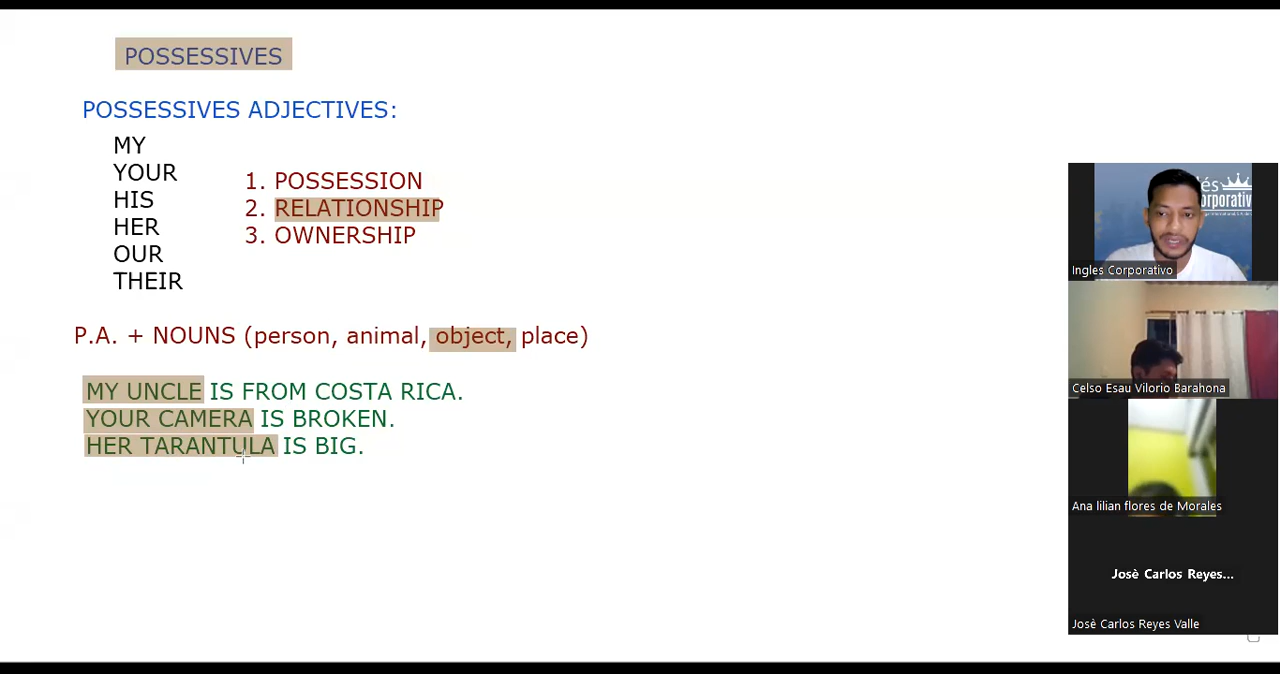 POSSESSIVES
POSSESSIVES ADJECTIVES:
MY
YOUR
HIS
HER
OUR
THEIR
1. POSSESSION
2. RELATIONSHIP
3. OWNERSHIP
P.A. + NOUNS (person, animal, object, place)
MY UNCLE IS FROM COSTA RICA.
YOUR CAMERA IS BROKEN.
HER TARANTULA IS BIG.
Ingles Corporativo
Celso Esau Vilorio Barahona
Ana lilian flores de Morales
Josè Carlos Reyes...
Josè Carlos Reyes Valle